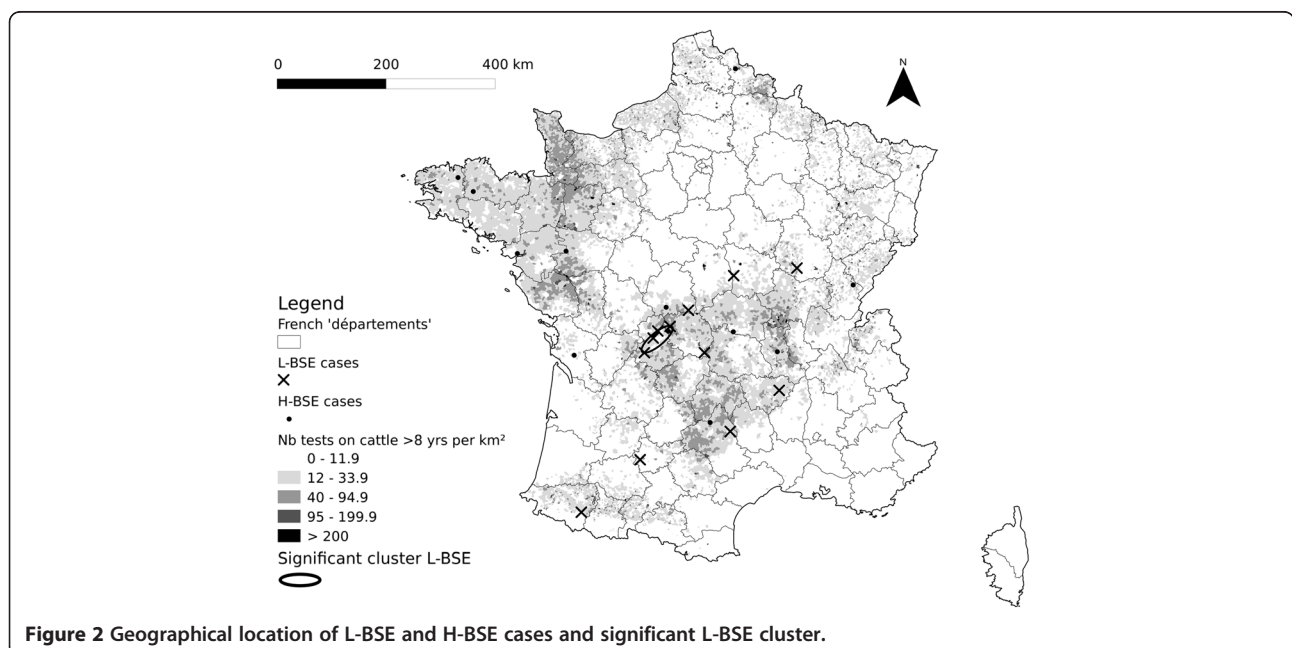 0 200 400 km
N
Legend
French 'départements'
L-BSE cases
H-BSE cases
Nb tests on cattle >8 yrs per km²
0 - 11.9
12 - 33.9
40 - 94.9
95 - 199.9
> 200
Significant cluster L-BSE
Figure 2 Geographical location of L-BSE and H-BSE cases and significant L-BSE cluster.